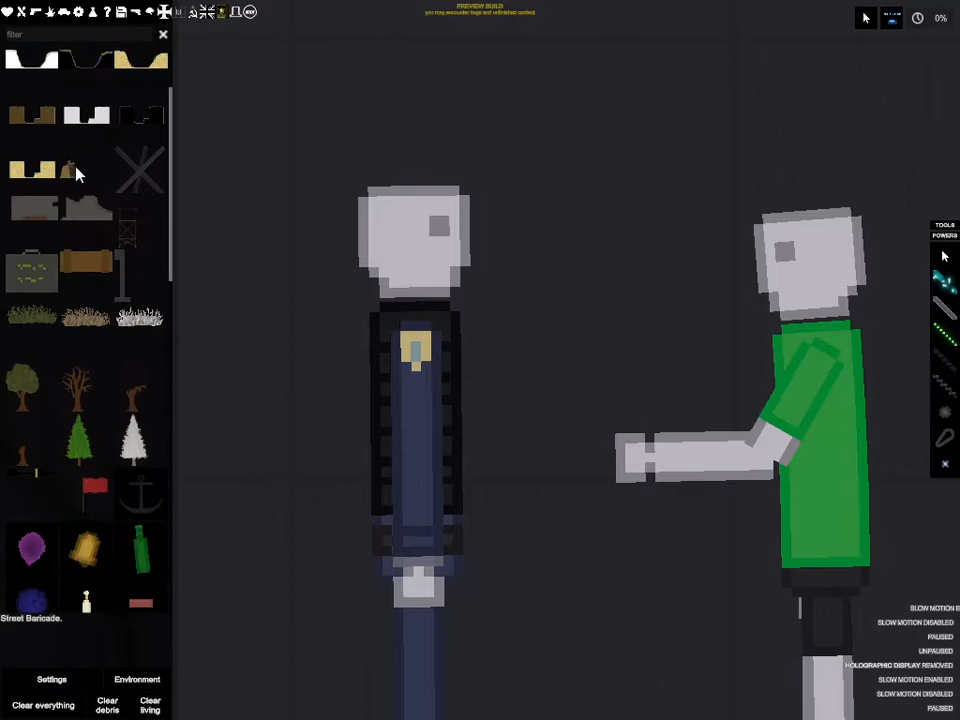 PREVIEW BUILD
you may encounter bugs and unfinished content
0%
filter
TOOLS
POWERS
Street Baricade.
SLOW MOTION E
SLOW MOTION DISABLED
PAUSED
UNPAUSED
HOLOGRAPHIC DISPLAY REMOVED
SLOW MOTION ENABLED
SLOW MOTION DISABLED
PAUSED
Settings
Environment
Clear everything
Clear debris
Clear living